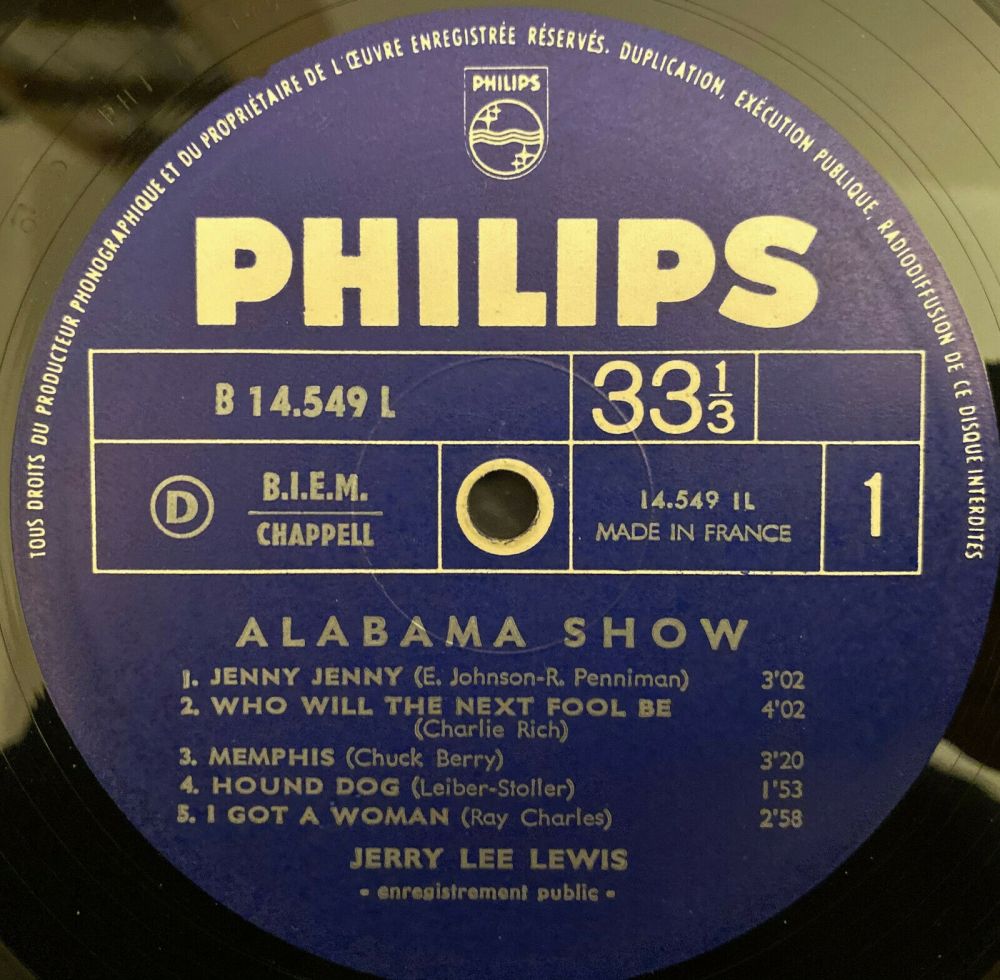 TOUS DROITS DU PRODUCTEUR PHONOGRAPHIQUE ET DU PROPRIÉTAIRE DE L'ŒUVRE ENREGISTRÉE RÉSERVÉS. DUPLICATION, EXÉCUTION PUBLIQUE, RADIODIFFUSION DE CE DISQUE INTERDITES
PHILIPS
PHILIPS
B 14.549 L
33 1/3
D
B.I.E.M.
CHAPPELL
14.549 1L
MADE IN FRANCE
1
ALABAMA SHOW
1. JENNY JENNY (E. Johnson-R. Penniman) 3'02
2. WHO WILL THE NEXT FOOL BE 4'02
(Charlie Rich)
3. MEMPHIS (Chuck Berry) 3'20
4. HOUND DOG (Leiber-Stoller) 1'53
5. I GOT A WOMAN (Ray Charles) 2'58
JERRY LEE LEWIS
- enregistrement public -